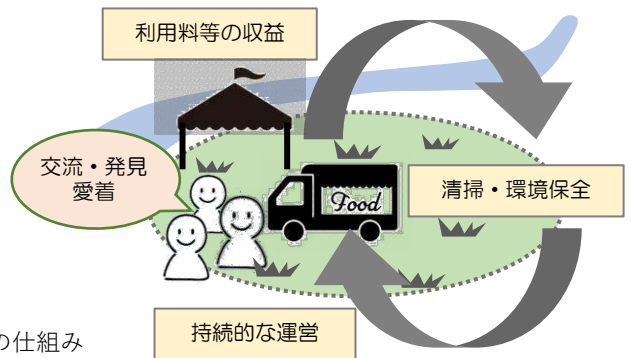 利用料等の収益
交流・発見
愛着
Food
清掃・環境保全
持続的な運営
の仕組み